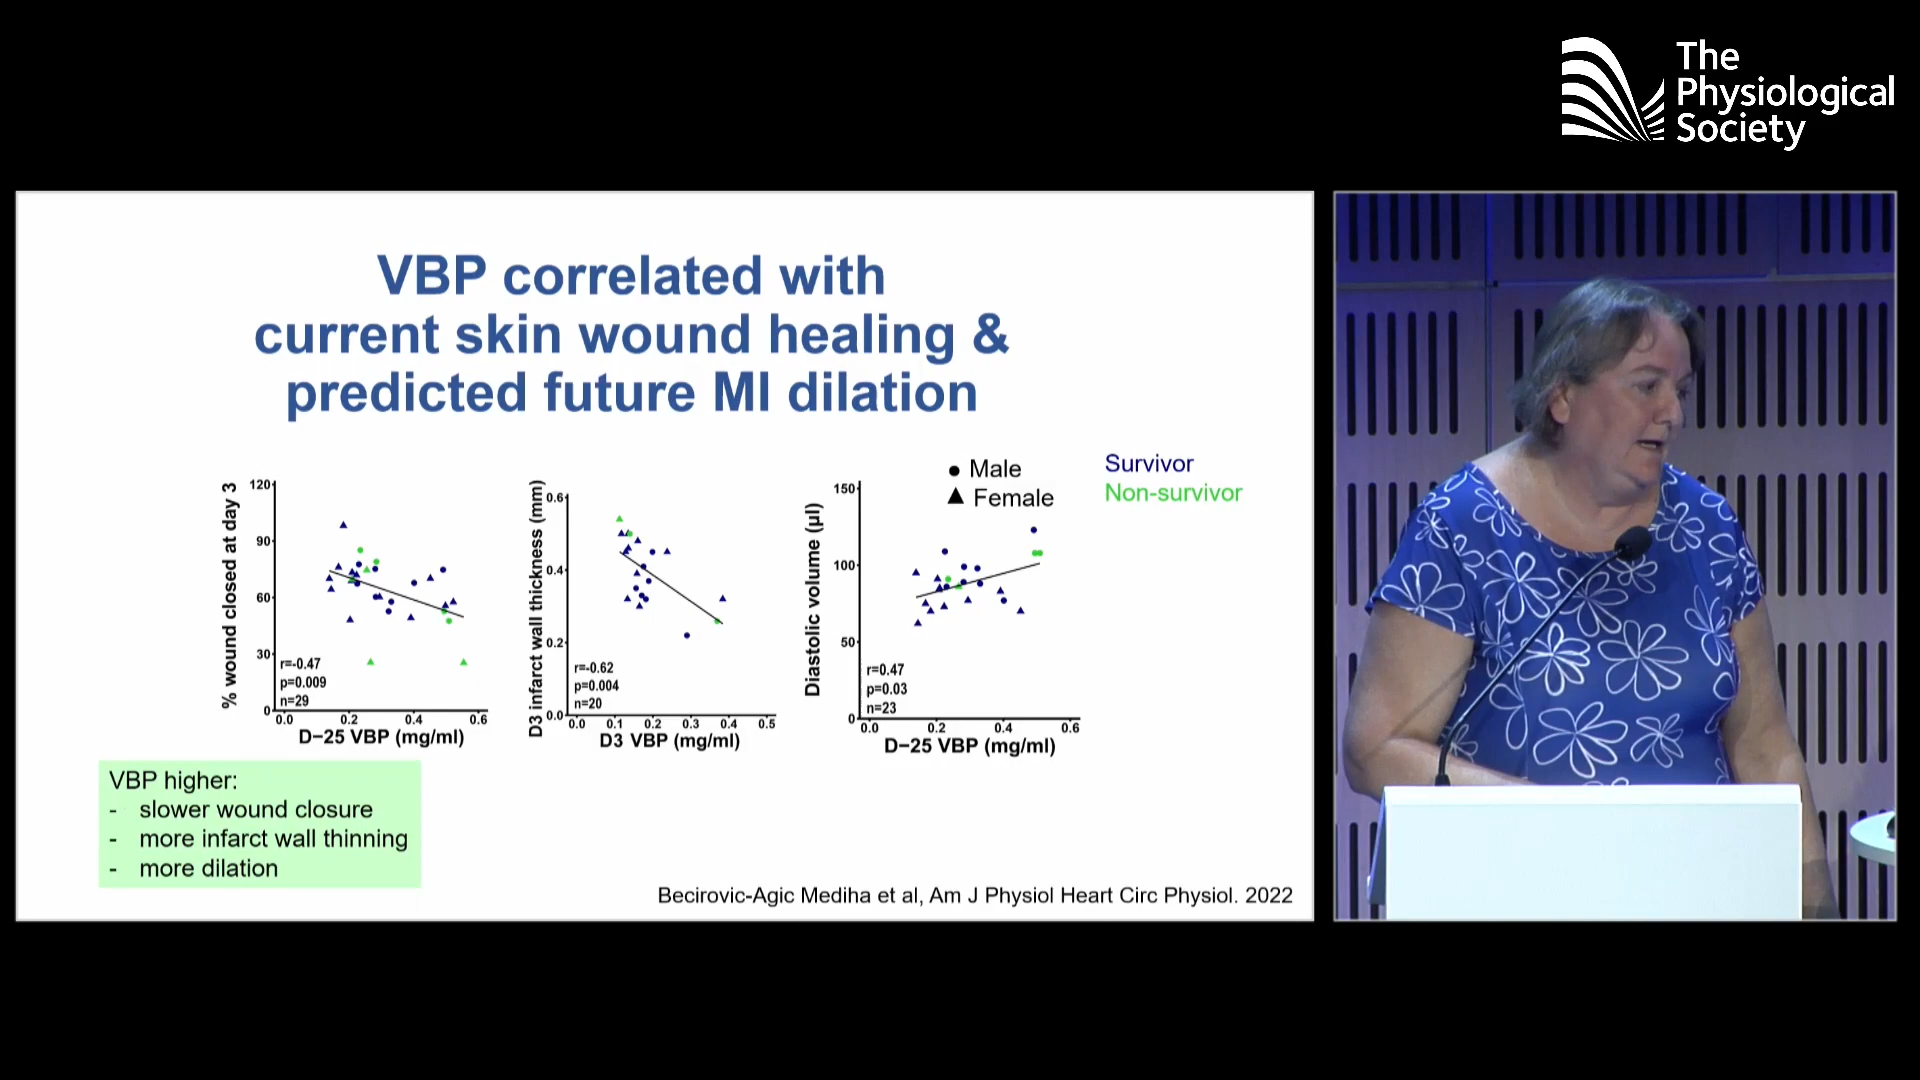 The
Physiological
Society
VBP correlated with
current skin wound healing &
predicted future MI dilation
Male
Female
Survivor
Non-survivor
% wound closed at day 3
120
90
60
30
0
r=-0.47
p=0.009
n=29
0.0 0.2 0.4 0.6
D−25 VBP (mg/ml)
D3 infarct wall thickness (mm)
0.6
0.4
0.2
0.0
r=-0.62
p=0.004
n=20
0.0 0.1 0.2 0.3 0.4 0.5
D3 VBP (mg/ml)
Diastolic volume (µl)
150
100
50
0
r=0.47
p=0.03
n=23
0.0 0.2 0.4 0.6
D−25 VBP (mg/ml)
VBP higher:
- slower wound closure
- more infarct wall thinning
- more dilation
Becirovic-Agic Mediha et al, Am J Physiol Heart Circ Physiol. 2022